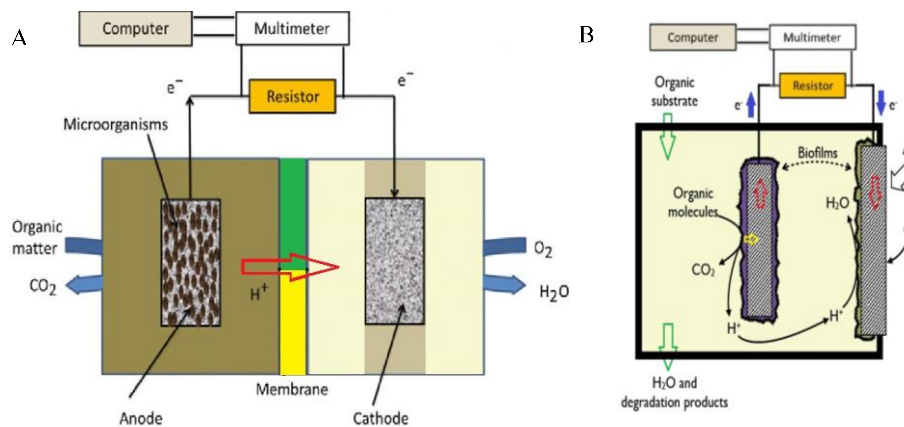 A
Computer
Multimeter
e⁻
Resistor
e⁻
Microorganisms
Organic
matter
CO₂
H⁺
O₂
H₂O
Membrane
Anode
Cathode
B
Computer
Multimeter
Resistor
Organic
substrate
e⁻
e⁻
Biofilms
Organic
molecules
H₂O
CO₂
H⁺
H⁺
H₂O and
degradation products